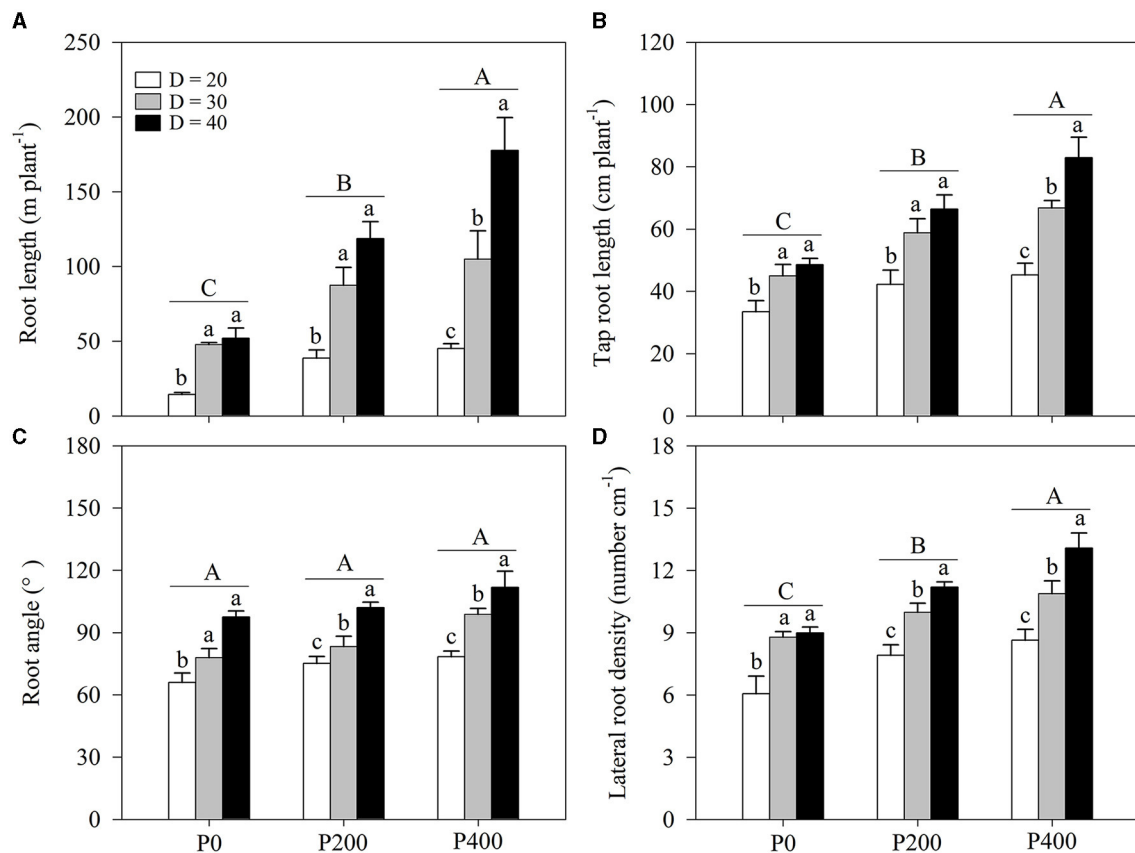 A
Root length (m plant⁻¹)
250
200
150
100
50
0
D = 20
D = 30
D = 40
C
b
a
a
B
b
a
a
A
c
b
a
B
Tap root length (cm plant⁻¹)
120
100
80
60
40
20
0
C
b
a
a
B
b
a
a
A
c
b
a
C
Root angle (°)
180
150
120
90
60
30
0
A
b
a
a
A
c
b
a
A
c
b
a
P0 P200 P400
D
Lateral root density (number cm⁻¹)
18
15
12
9
6
3
0
C
b
a
a
B
c
b
a
A
c
b
a
P0 P200 P400